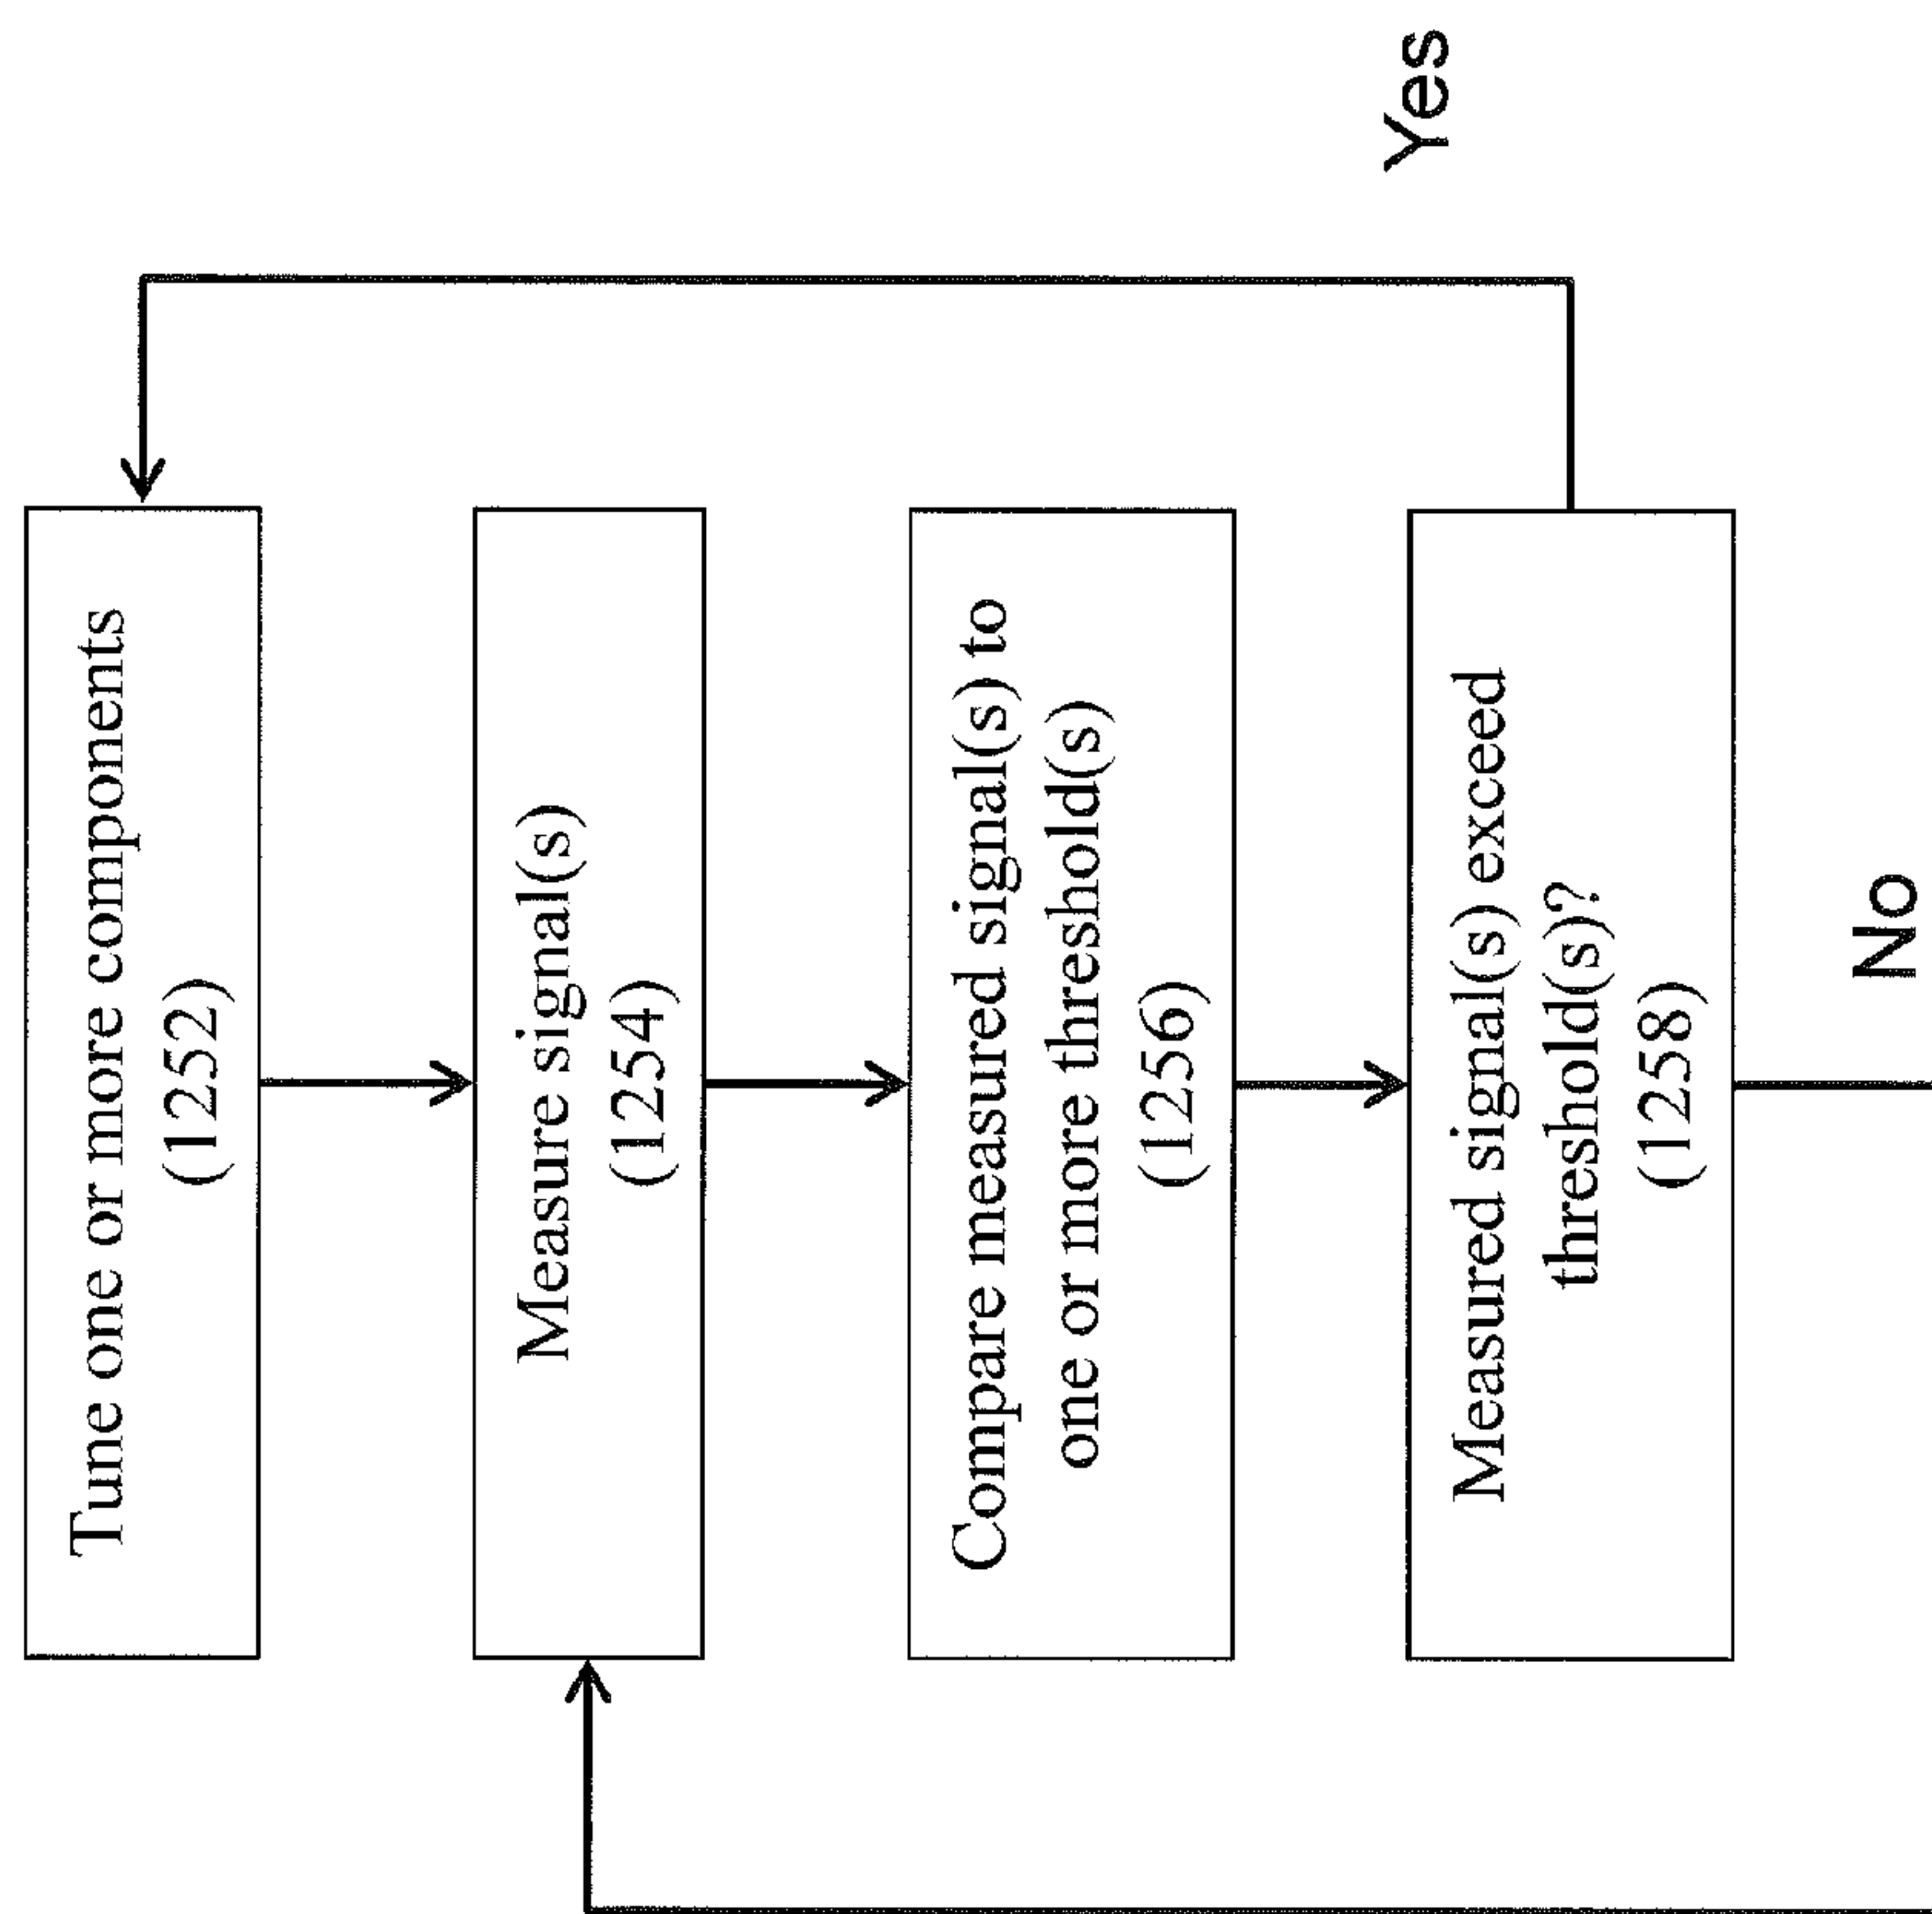 Tune one or more components
(1252)
Measure signal(s)
(1254)
Compare measured signal(s) to
one or more threshold(s)
(1256)
Measured signal(s) exceed
threshold(s)?
(1258)
Yes
No